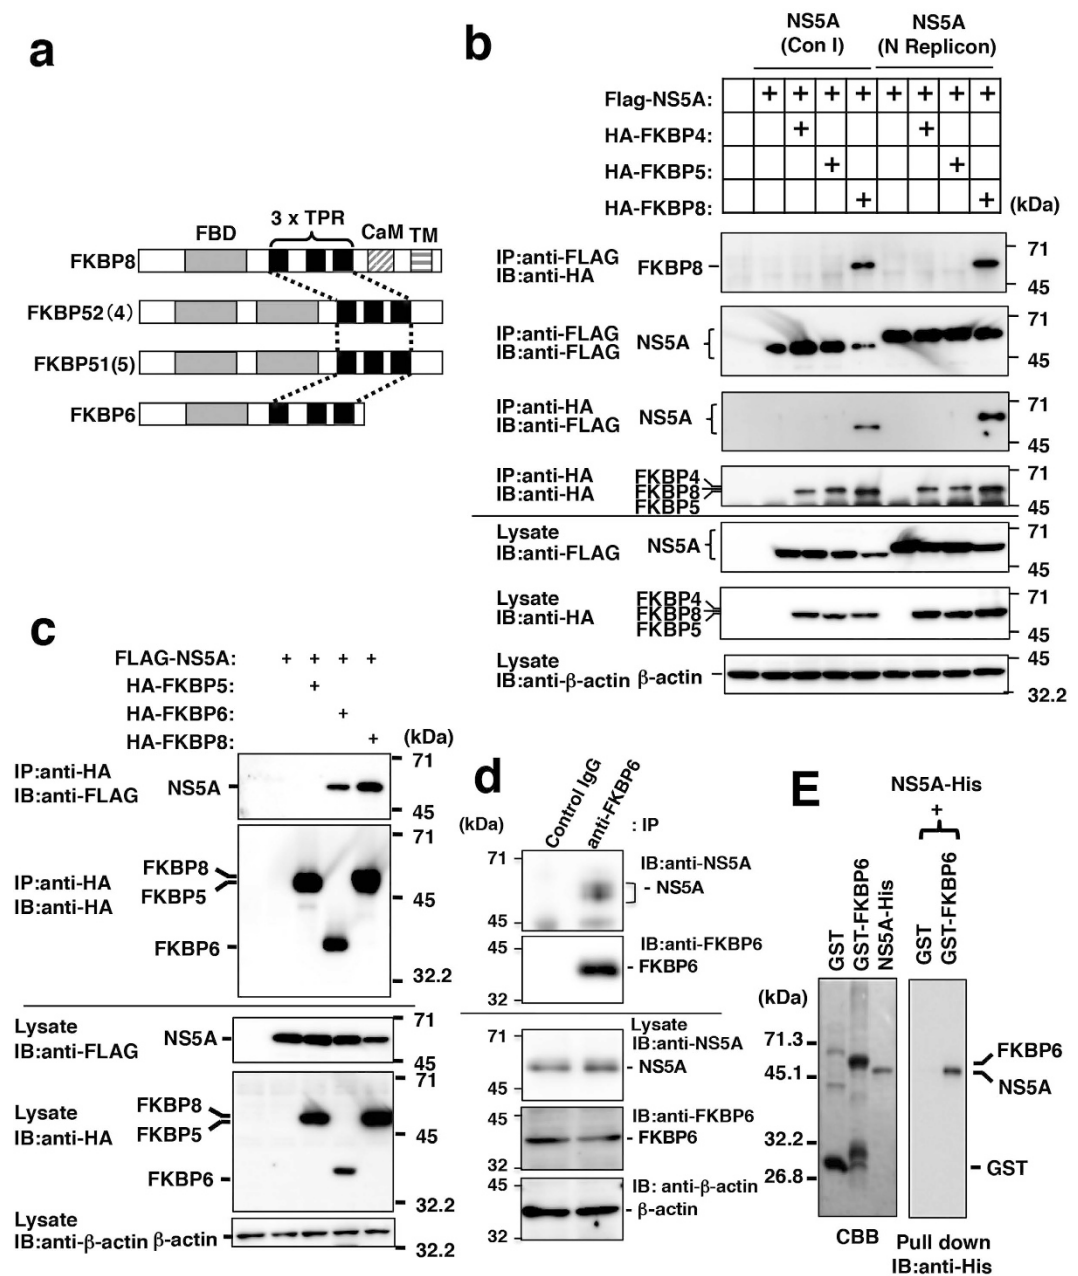 a
FBD
3 x TPR
CaM
TM
FKBP8
FKBP52(4)
FKBP51(5)
FKBP6
b
NS5A
(Con I)
NS5A
(N Replicon)
Flag-NS5A: + + + + + + + +
HA-FKBP4: + +
HA-FKBP5: + +
HA-FKBP8: + +
(kDa)
IP:anti-FLAG
IB:anti-HA
FKBP8
71
45
IP:anti-FLAG
IB:anti-FLAG
NS5A
71
45
IP:anti-HA
IB:anti-FLAG
NS5A
71
45
IP:anti-HA
IB:anti-HA
FKBP4
FKBP8
FKBP5
71
45
Lysate
IB:anti-FLAG
NS5A
71
45
Lysate
IB:anti-HA
FKBP4
FKBP8
FKBP5
71
45
Lysate
IB:anti-β-actin
β-actin
45
32.2
c
FLAG-NS5A: + + + +
HA-FKBP5: +
HA-FKBP6: +
HA-FKBP8: +
(kDa)
IP:anti-HA
IB:anti-FLAG
NS5A
71
45
IP:anti-HA
IB:anti-HA
FKBP8
FKBP5
FKBP6
71
45
32.2
Lysate
IB:anti-FLAG
NS5A
71
45
Lysate
IB:anti-HA
FKBP8
FKBP5
FKBP6
71
45
32.2
Lysate
IB:anti-β-actin
β-actin
32.2
d
(kDa)
Control IgG
anti-FKBP6
: IP
71
45
IB:anti-NS5A
- NS5A
45
32
IB:anti-FKBP6
- FKBP6
Lysate
IB:anti-NS5A
71
45
- NS5A
45
32
IB:anti-FKBP6
- FKBP6
45
32
IB: anti-β-actin
- β-actin
E
NS5A-His
+
GST
GST-FKBP6
NS5A-His
GST
GST-FKBP6
(kDa)
71.3
45.1
32.2
26.8
FKBP6
NS5A
GST
CBB
Pull down
IB:anti-His